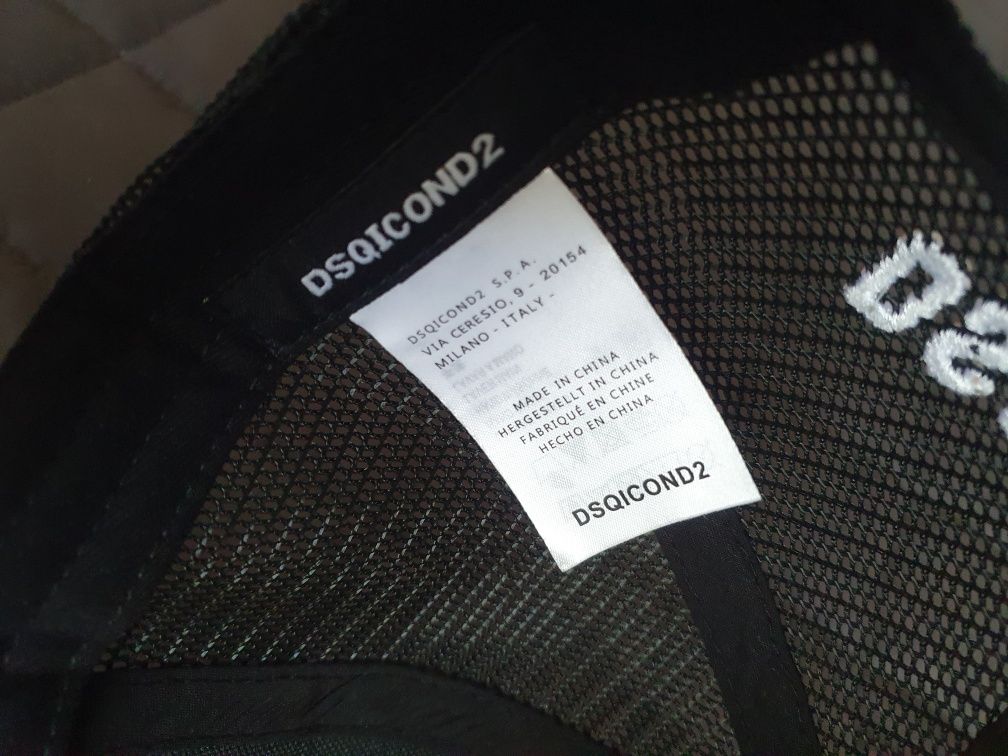 DSQICOND2
DSQICOND2 S.P.A.
VIA CERESIO, 9 - 20154
MILANO - ITALY -
MADE IN CHINA
HERGESTELLT IN CHINA
FABRIQUÉ EN CHINE
HECHO EN CHINA
DSQICOND2
DS